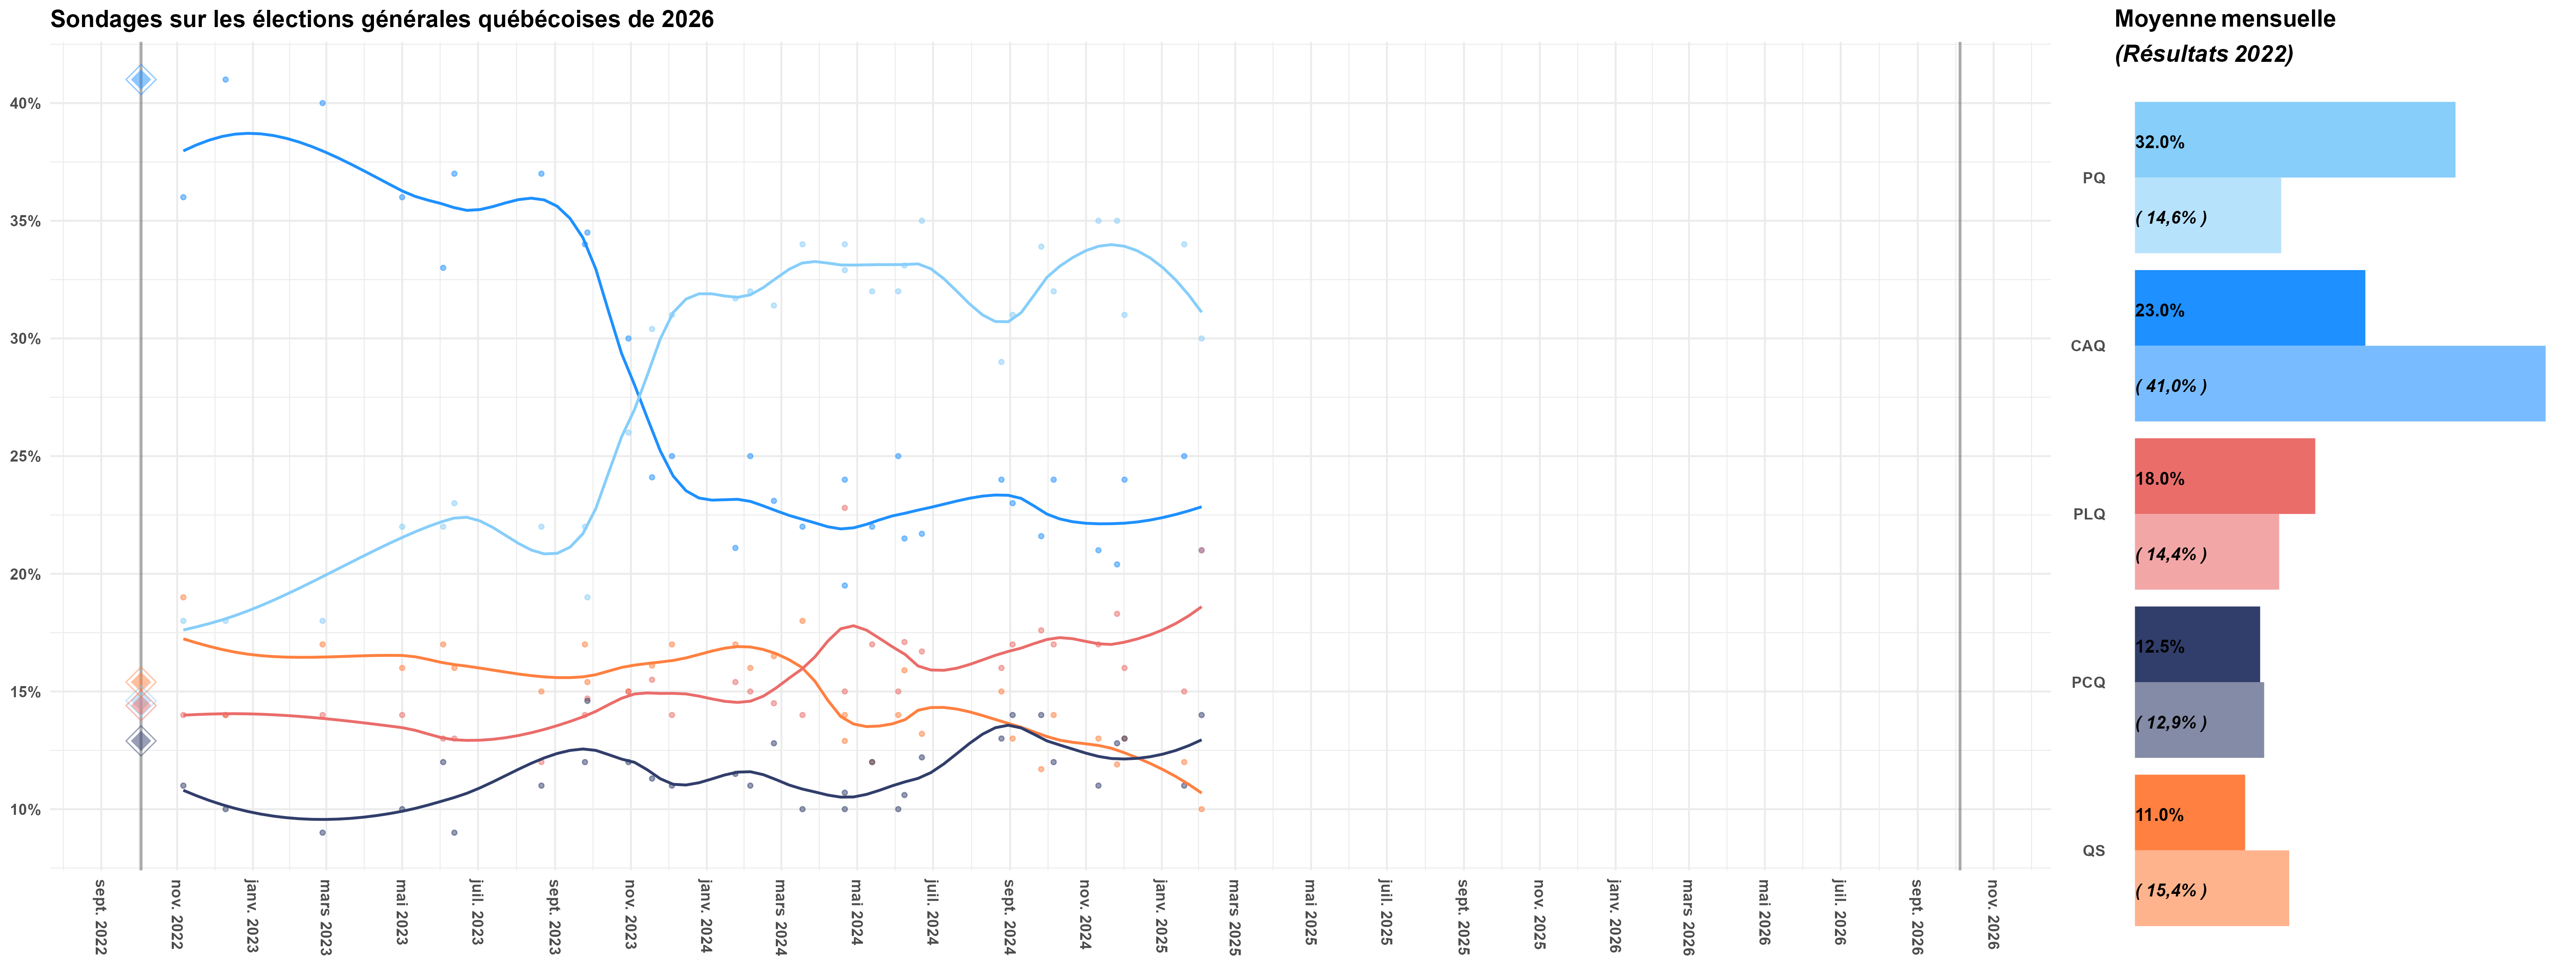 Sondages sur les élections générales québécoises de 2026
40%
35%
30%
25%
20%
15%
10%
sept. 2022
nov. 2022
janv. 2023
mars 2023
mai 2023
juil. 2023
sept. 2023
nov. 2023
janv. 2024
mars 2024
mai 2024
juil. 2024
sept. 2024
nov. 2024
janv. 2025
mars 2025
mai 2025
juil. 2025
sept. 2025
nov. 2025
janv. 2026
mars 2026
mai 2026
juil. 2026
sept. 2026
nov. 2026
Moyenne mensuelle
(Résultats 2022)
PQ
32.0%
( 14,6% )
CAQ
23.0%
( 41,0% )
PLQ
18.0%
( 14,4% )
PCQ
12.5%
( 12,9% )
QS
11.0%
( 15,4% )